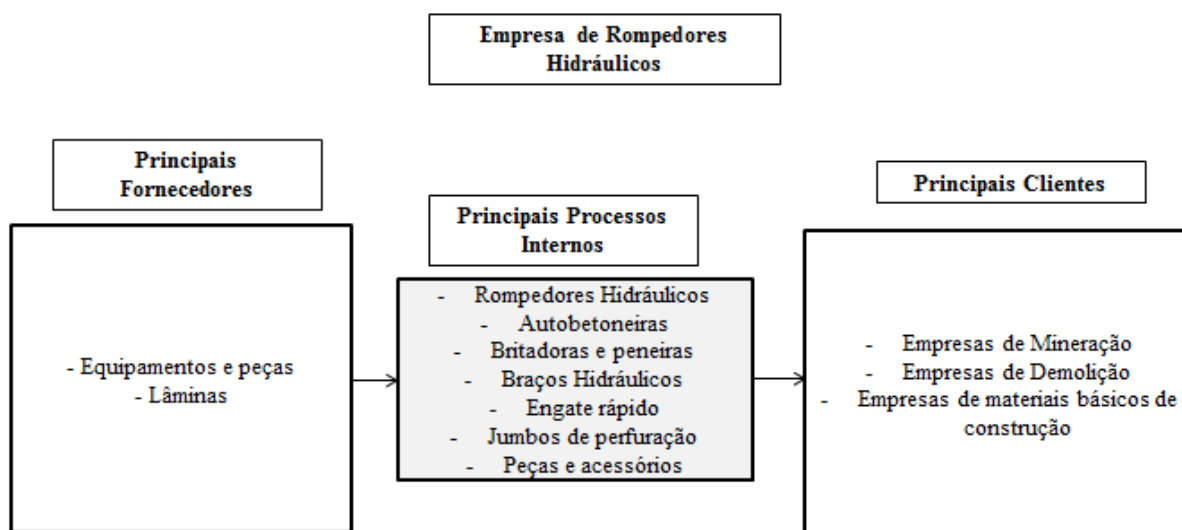 Empresa de Rompedores
Hidráulicos
Principais
Fornecedores
- Equipamentos e peças
- Lâminas
Principais Processos
Internos
- Rompedores Hidráulicos
- Autobetoneiras
- Britadoras e peneiras
- Braços Hidráulicos
- Engate rápido
- Jumbos de perfuração
- Peças e acessórios
Principais Clientes
- Empresas de Mineração
- Empresas de Demolição
- Empresas de materiais básicos de
construção